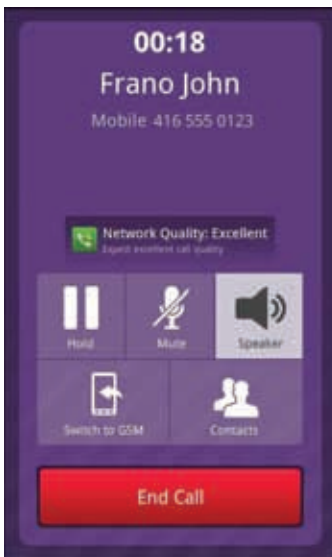 00:18
Frano John
Mobile 416 555 0123
Network Quality: Excellent
Expect excellent call quality
Hold Mute Speaker
Switch to GSM Contacts
End Call